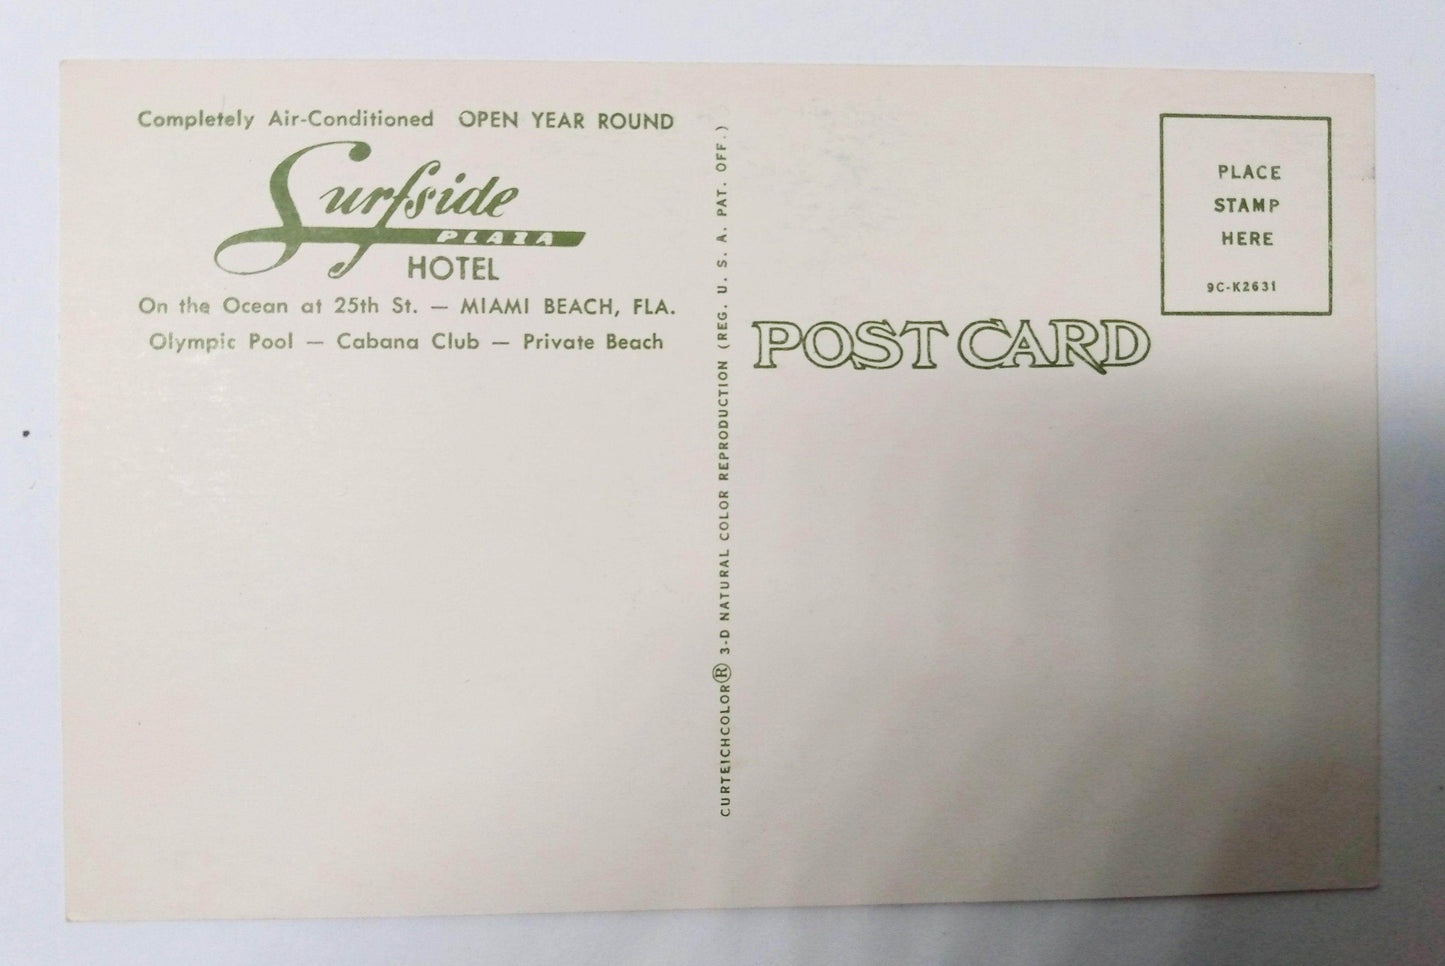 Completely Air-Conditioned OPEN YEAR ROUND
Surfside
PLAZA
HOTEL
On the Ocean at 25th St. — MIAMI BEACH, FLA.
Olympic Pool — Cabana Club — Private Beach
CURTEICHCOLOR® 3-D NATURAL COLOR REPRODUCTION (REG. U. S. A. PAT. OFF.)
PLACE
STAMP
HERE
9C-K2631
POST CARD